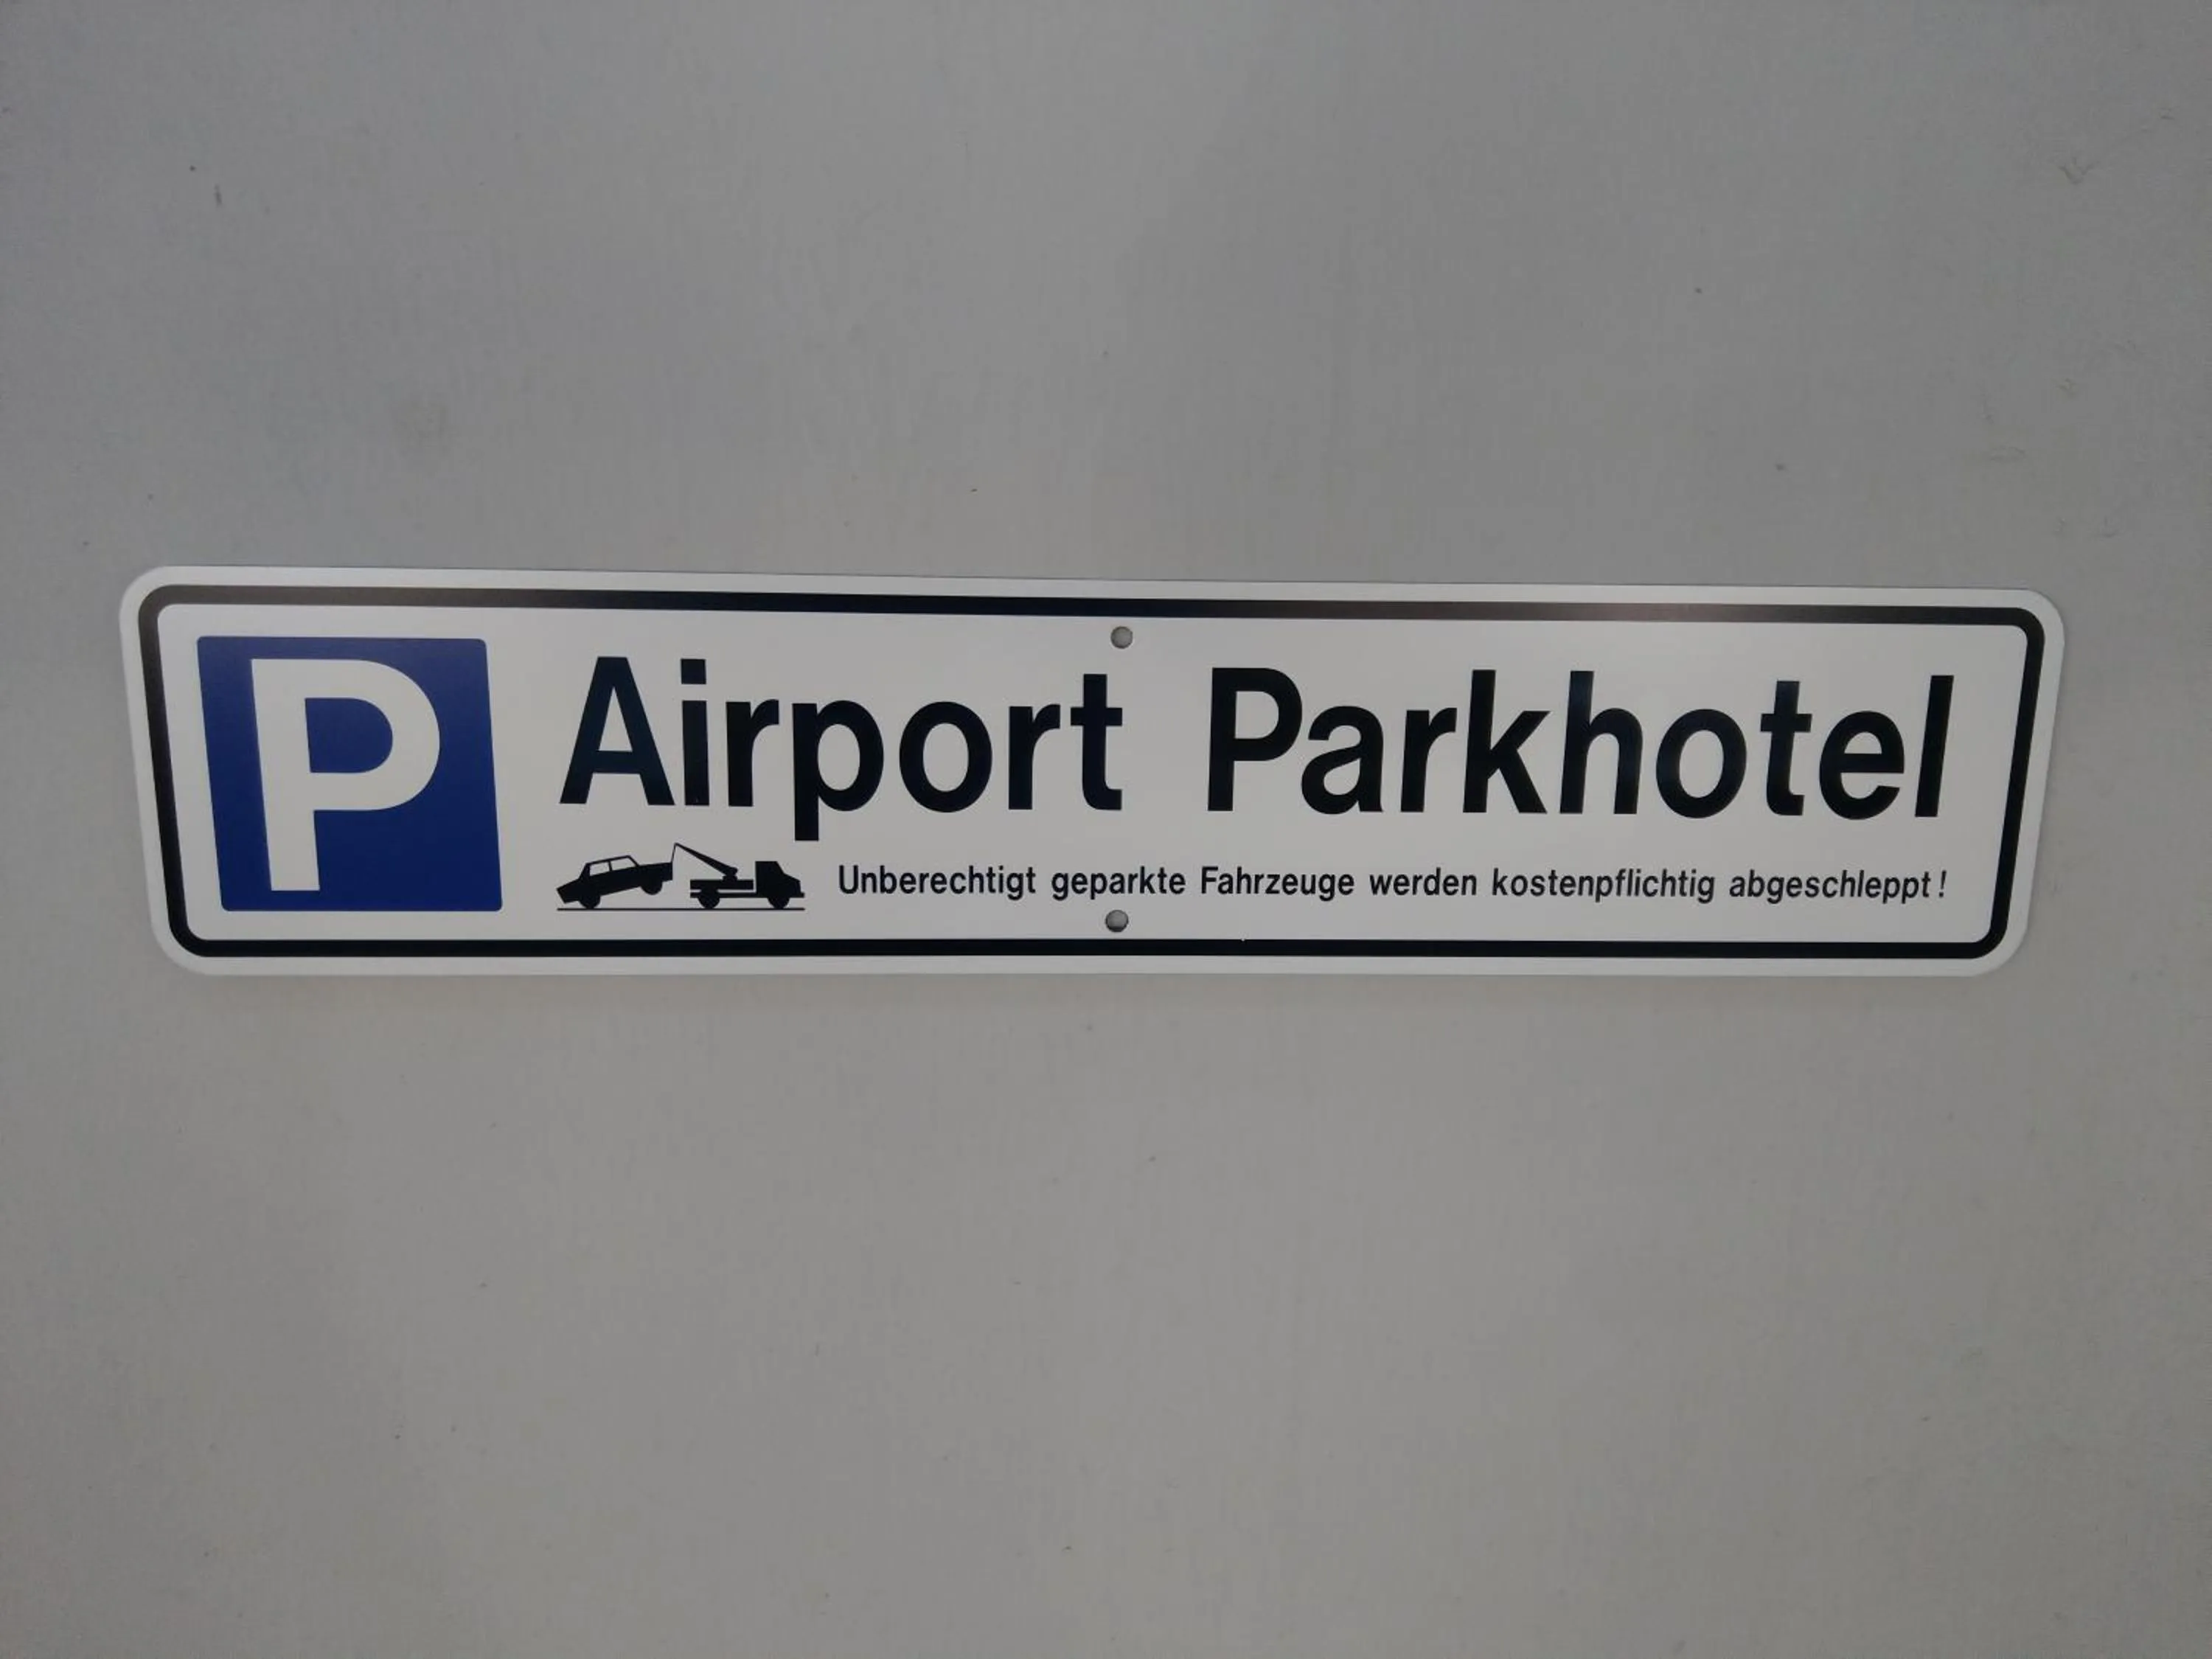 P Airport Parkhotel
Unberechtigt geparkte Fahrzeuge werden kostenpflichtig abgeschleppt!